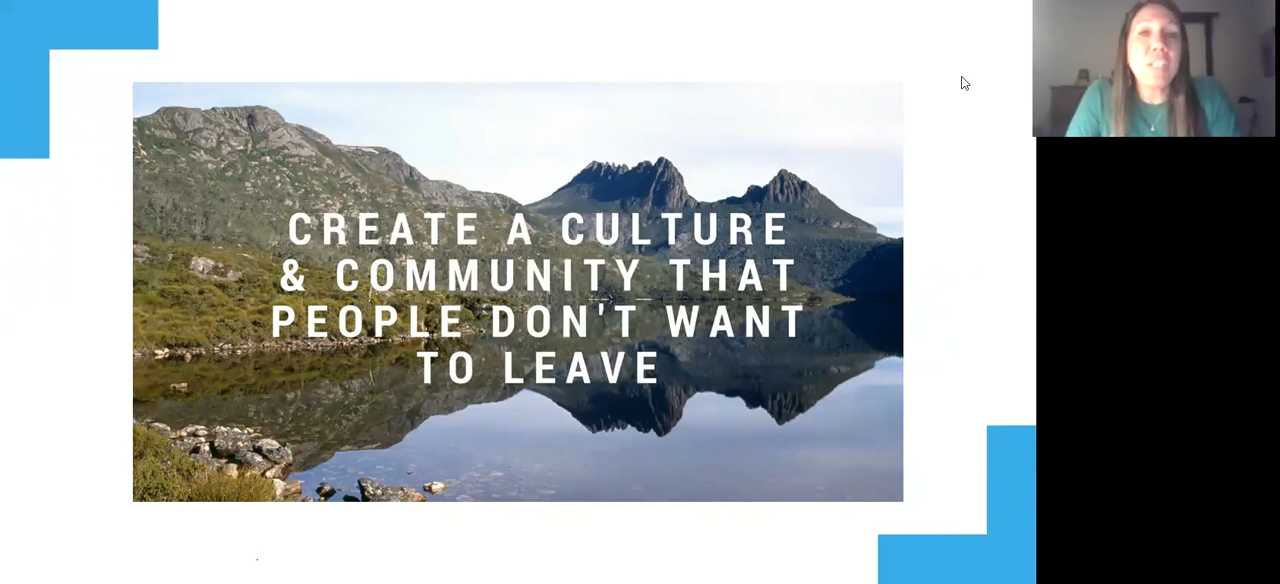 CREATE A CULTURE
& COMMUNITY THAT
PEOPLE DON'T WANT
TO LEAVE